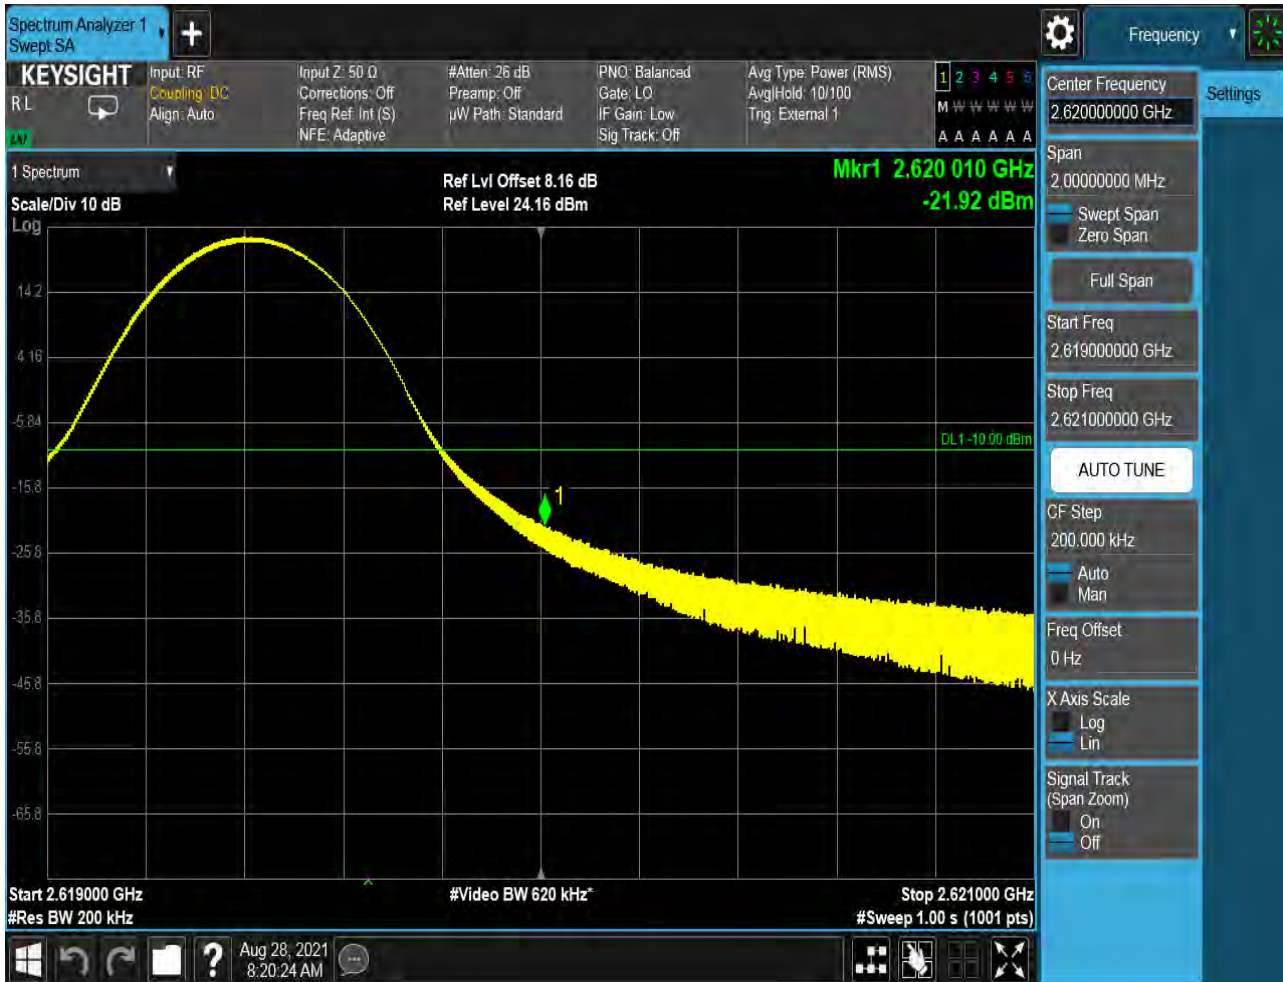 Spectrum Analyzer 1
Swept SA
Frequency
KEYSIGHT
R L
LNI
Input: RF
Coupling: DC
Align: Auto
Input Z: 50 Ω
Corrections: Off
Freq Ref: Int (S)
NFE: Adaptive
#Atten: 26 dB
Preamp: Off
µW Path: Standard
PNO: Balanced
Gate: LO
IF Gain: Low
Sig Track: Off
Avg Type: Power (RMS)
Avg|Hold: 10/100
Trig: External 1
1 2 3 4 5 6
M W W W W W
A A A A A A
1 Spectrum
Scale/Div 10 dB
Log
Ref Lvl Offset 8.16 dB
Ref Level 24.16 dBm
Mkr1 2.620 010 GHz
-21.92 dBm
14.2
4.16
-5.84
-15.8
-25.8
-35.8
-45.8
-55.8
-65.8
DL1 -10.00 dBm
1
Start 2.619000 GHz
#Res BW 200 kHz
#Video BW 620 kHz*
Stop 2.621000 GHz
#Sweep 1.00 s (1001 pts)
Center Frequency
2.620000000 GHz
Settings
Span
2.00000000 MHz
Swept Span
Zero Span
Full Span
Start Freq
2.619000000 GHz
Stop Freq
2.621000000 GHz
AUTO TUNE
CF Step
200.000 kHz
Auto
Man
Freq Offset
0 Hz
X Axis Scale
Log
Lin
Signal Track
(Span Zoom)
On
Off
?
Aug 28, 2021
8:20:24 AM